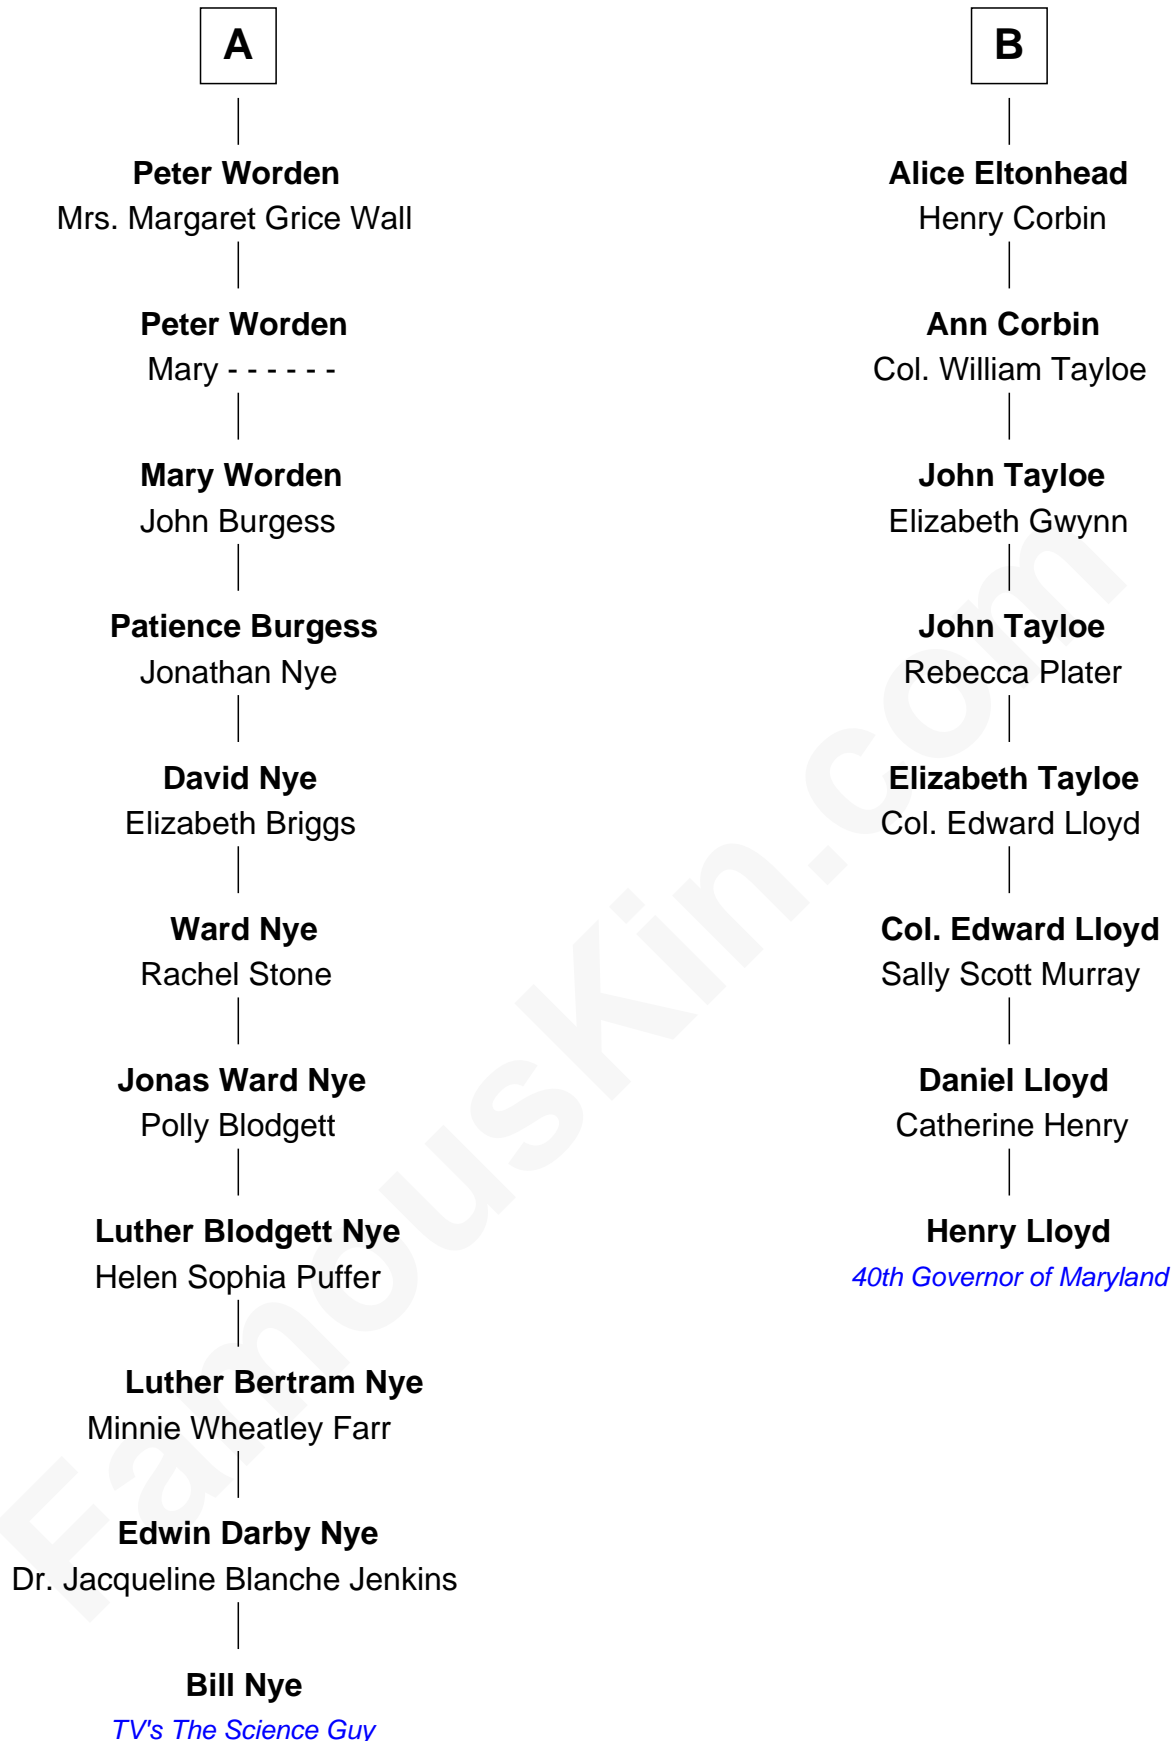 A
Peter Worden
Mrs. Margaret Grice Wall
Peter Worden
Mary - - - - - -
Mary Worden
John Burgess
Patience Burgess
Jonathan Nye
David Nye
Elizabeth Briggs
Ward Nye
Rachel Stone
Jonas Ward Nye
Polly Blodgett
Luther Blodgett Nye
Helen Sophia Puffer
Luther Bertram Nye
Minnie Wheatley Farr
Edwin Darby Nye
Dr. Jacqueline Blanche Jenkins
Bill Nye
TV's The Science Guy
B
Alice Eltonhead
Henry Corbin
Ann Corbin
Col. William Tayloe
John Tayloe
Elizabeth Gwynn
John Tayloe
Rebecca Plater
Elizabeth Tayloe
Col. Edward Lloyd
Col. Edward Lloyd
Sally Scott Murray
Daniel Lloyd
Catherine Henry
Henry Lloyd
40th Governor of Maryland
FamousKin.com